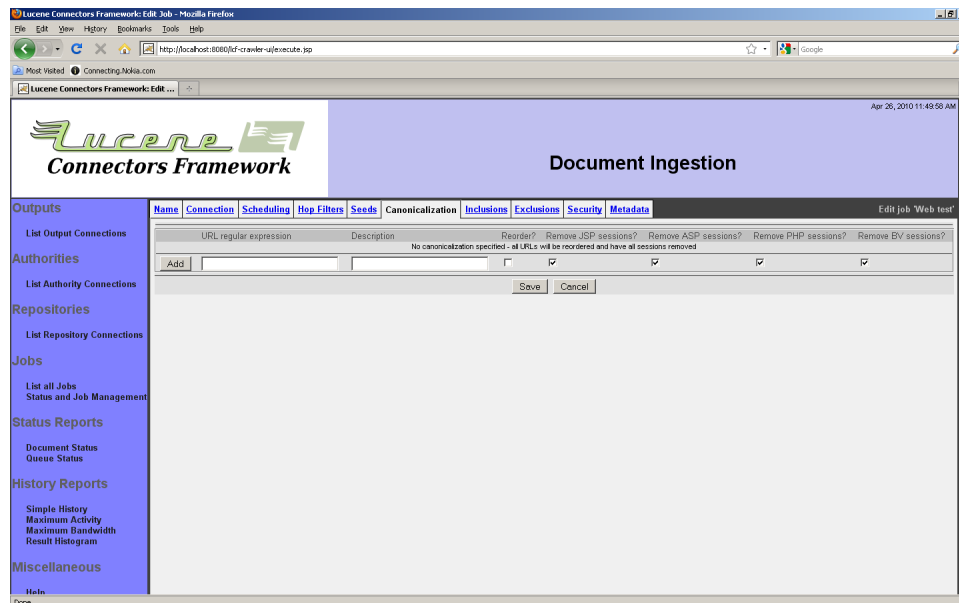 Lucene Connectors Framework: Edit Job - Mozilla Firefox
File Edit View History Bookmarks Tools Help
http://localhost:8080/lcf-crawler-ui/execute.jsp
Google
Most Visited Connecting.Nokia.com
Lucene Connectors Framework: Edit ...
Apr 26, 2010 11:49:58 AM
Lucene
Connectors Framework
Document Ingestion
Outputs
List Output Connections
Authorities
List Authority Connections
Repositories
List Repository Connections
Jobs
List all Jobs
Status and Job Management
Status Reports
Document Status
Queue Status
History Reports
Simple History
Maximum Activity
Maximum Bandwidth
Result Histogram
Miscellaneous
Help
Name Connection Scheduling Hop Filters Seeds Canonicalization Inclusions Exclusions Security Metadata Edit job 'Web test'
URL regular expression Description Reorder? Remove JSP sessions? Remove ASP sessions? Remove PHP sessions? Remove BV sessions?
No canonicalization specified - all URLs will be reordered and have all sessions removed
Add
Save Cancel
Done